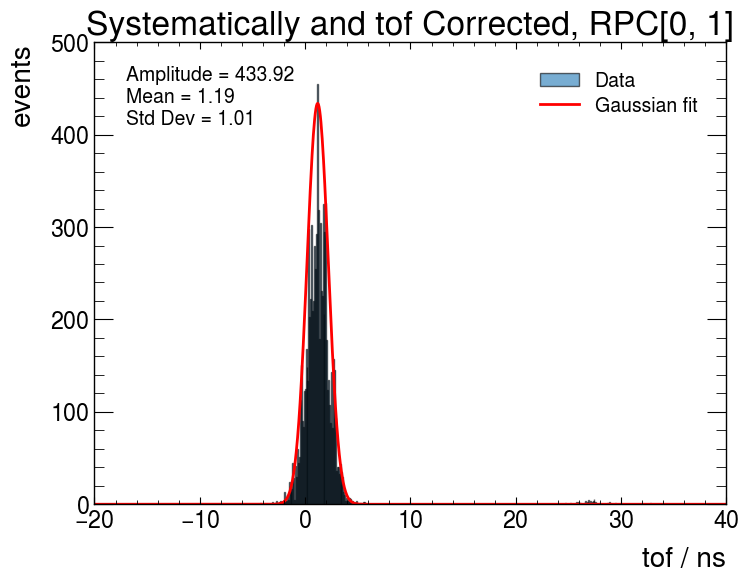 Systematically and tof Corrected, RPC[0, 1]
events
500
400
300
200
100
0
Amplitude = 433.92
Mean = 1.19
Std Dev = 1.01
Data
Gaussian fit
−20 −10 0 10 20 30 40
tof / ns